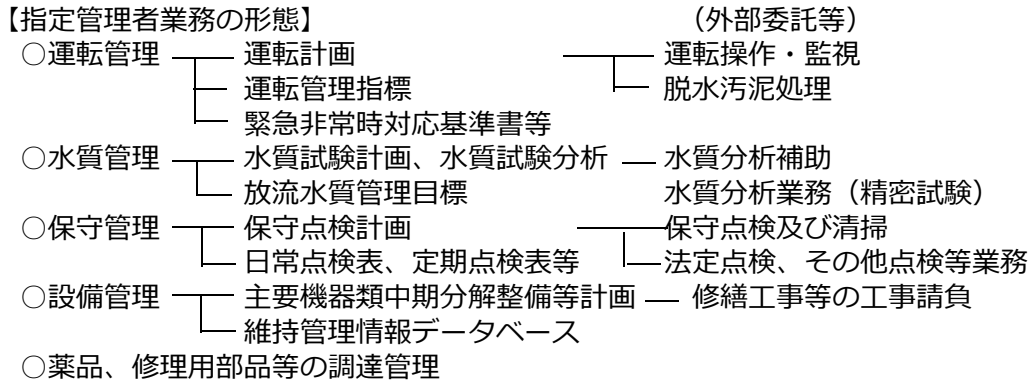 【指定管理者業務の形態】 （外部委託等）
○運転管理 運転計画 運転操作・監視
運転管理指標 脱水汚泥処理
緊急非常時対応基準書等
○水質管理 水質試験計画、水質試験分析 水質分析補助
放流水質管理目標 水質分析業務（精密試験）
○保守管理 保守点検計画 保守点検及び清掃
日常点検表、定期点検表等 法定点検、その他点検等業務
○設備管理 主要機器類中期分解整備等計画 修繕工事等の工事請負
維持管理情報データベース
○薬品、修理用部品等の調達管理